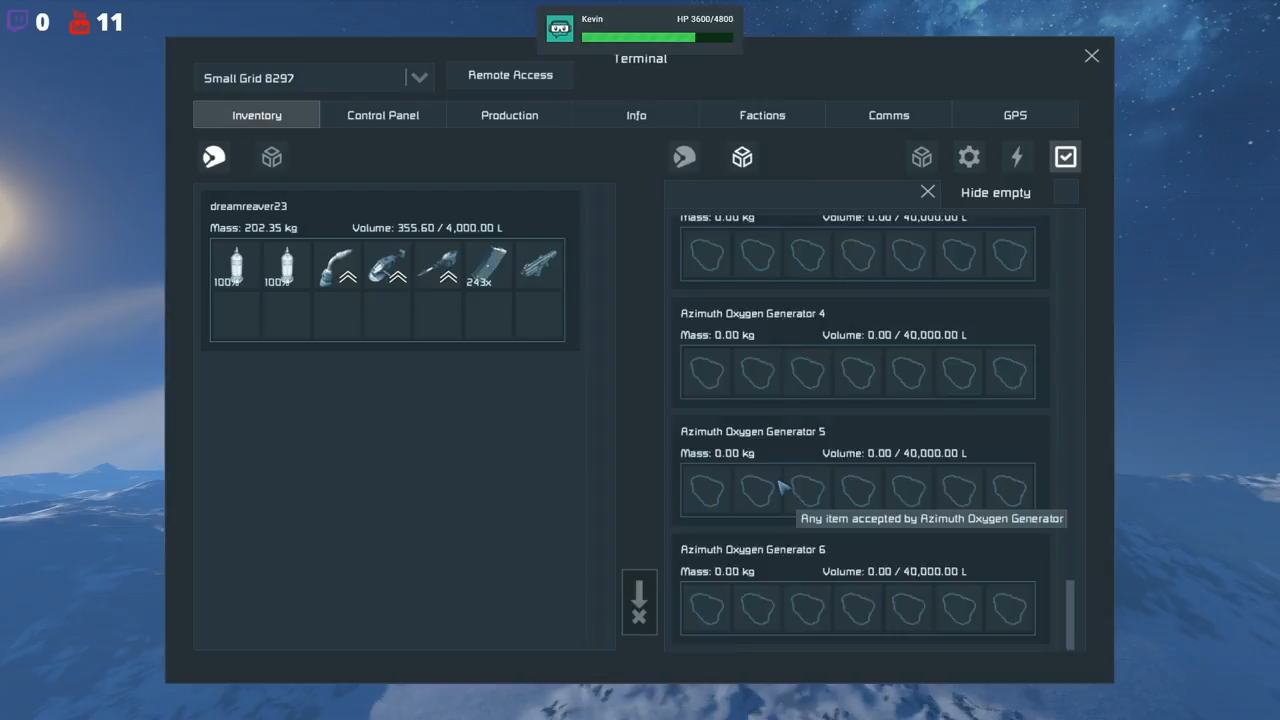 0
11
Kevin
HP 3600/4800
Terminal
Small Grid 8297
Remote Access
Inventory
Control Panel
Production
Info
Factions
Comms
GPS
Hide empty
dreamreaver23
Mass: 202.35 kg
Volume: 355.60 / 4,000.00 L
100%
100%
243x
Mass: 0.00 kg
Volume: 0.00 / 40,000.00 L
Azimuth Oxygen Generator 4
Mass: 0.00 kg
Volume: 0.00 / 40,000.00 L
Azimuth Oxygen Generator 5
Mass: 0.00 kg
Volume: 0.00 / 40,000.00 L
Any item accepted by Azimuth Oxygen Generator
Azimuth Oxygen Generator 6
Mass: 0.00 kg
Volume: 0.00 / 40,000.00 L